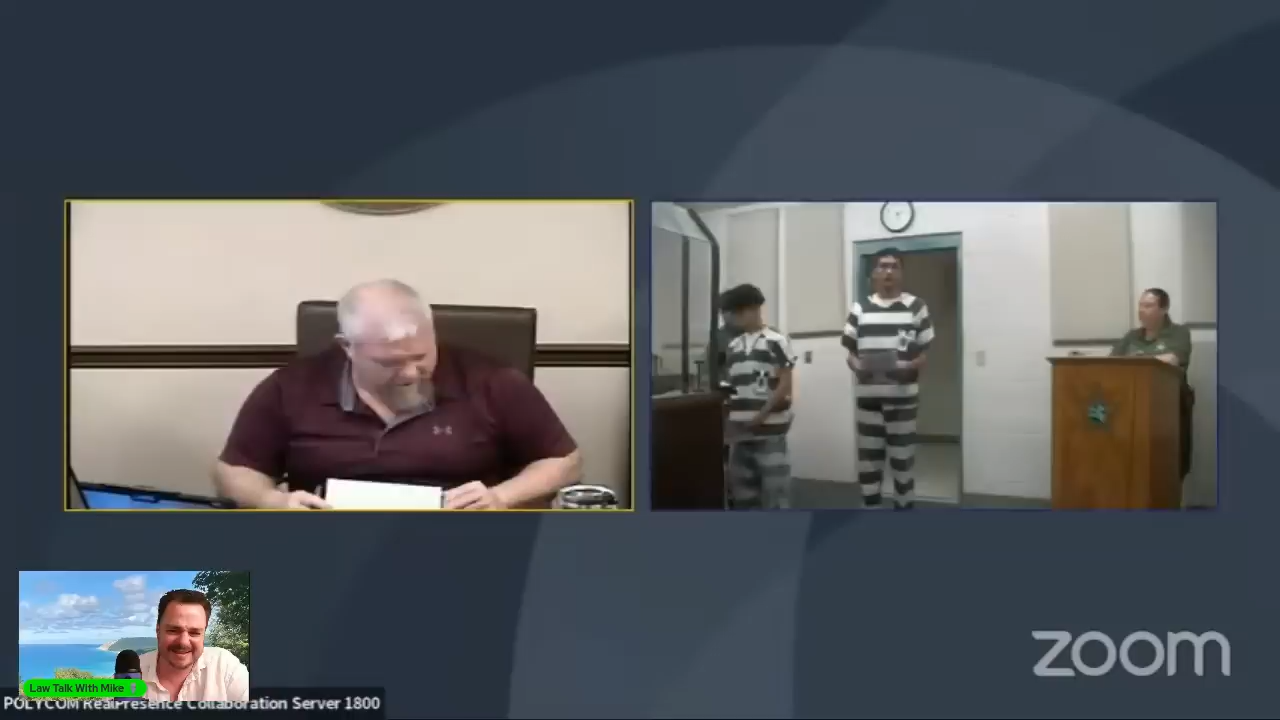 zoom
Law Talk With Mike
POLYCOM RealPresence Collaboration Server 1800